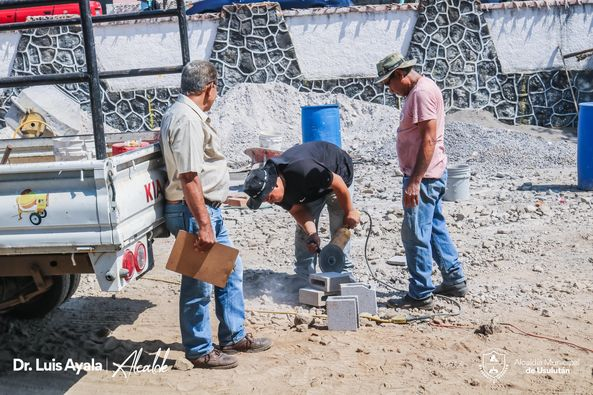 KIA
Dr. Luis Ayala | Alcalde
Alcaldía Municipal
de Usulután